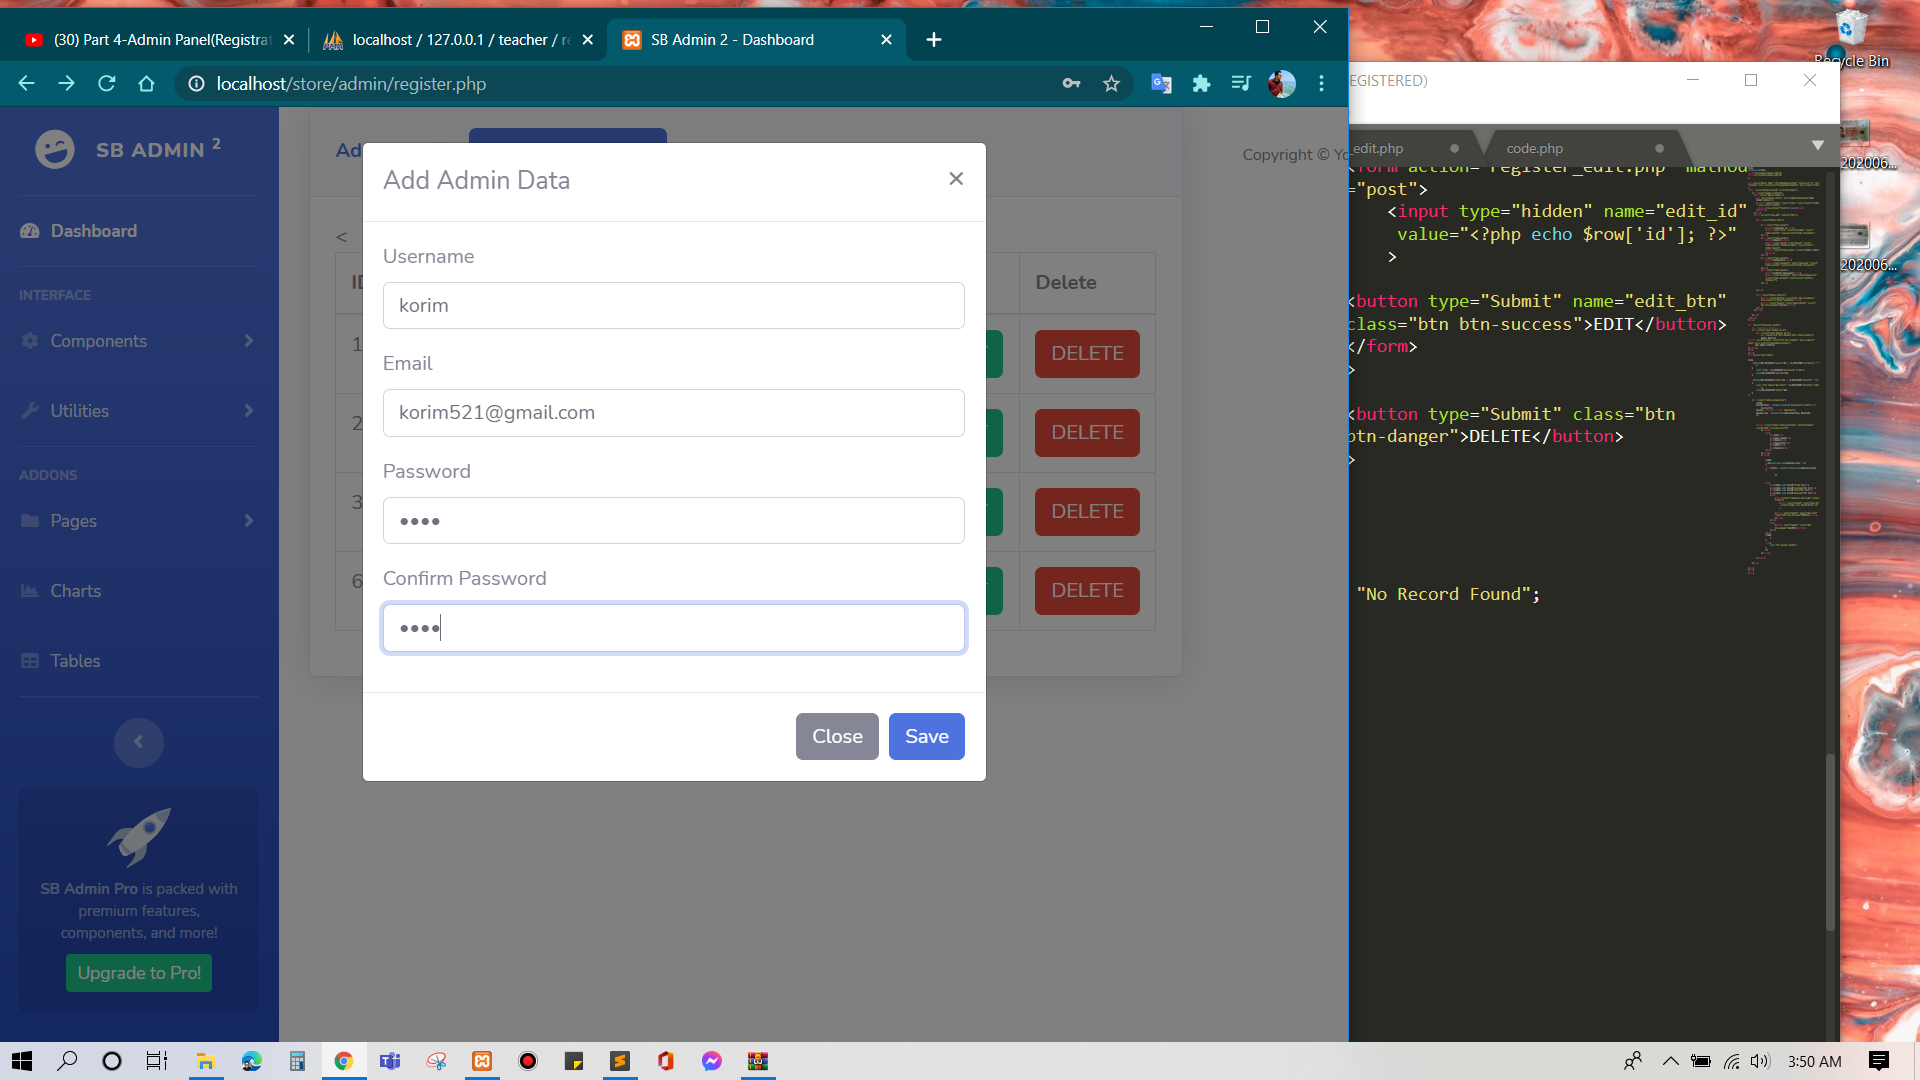 (30) Part 4-Admin Panel(Registra
localhost / 127.0.0.1 / teacher / re
SB Admin 2 - Dashboard
localhost/store/admin/register.php
Recycle Bin
EGISTERED)
SB ADMIN 2
Dashboard
INTERFACE
Components
Utilities
ADDONS
Pages
Charts
Tables
SB Admin Pro is packed with
premium features,
components, and more!
Upgrade to Pro!
Ad
Copyright © Yo
<
ID
Delete
1
DELETE
2
DELETE
3
DELETE
6
DELETE
Add Admin Data
Username
korim
Email
korim521@gmail.com
Password
••••
Confirm Password
••••
Close
Save
_edit.php
code.php
<form action="register_edit.php" mathod
="post">
<input type="hidden" name="edit_id"
value="<?php echo $row['id']; ?>"
>
<button type="Submit" name="edit_btn"
class="btn btn-success">EDIT</button>
</form>
>
<button type="Submit" class="btn
btn-danger">DELETE</button>
>
"No Record Found";
202006...
202006...
3:50 AM